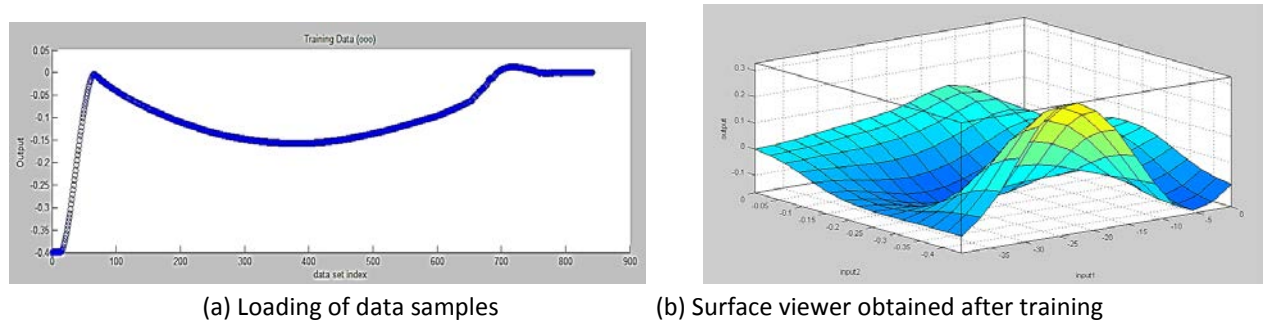 Training Data (ooo)
0.05
0
-0.05
-0.1
-0.15
-0.2
-0.25
-0.3
-0.35
-0.4
Output
0 100 200 300 400 500 600 700 800 900
data set index
0.3
0.2
0.1
0
-0.1
output
0 -0.05 -0.1 -0.15 -0.2 -0.25 -0.3 -0.35 -0.4
input2
-35 -30 -25 -20 -15 -10 -5 0
input1
(a) Loading of data samples
(b) Surface viewer obtained after training